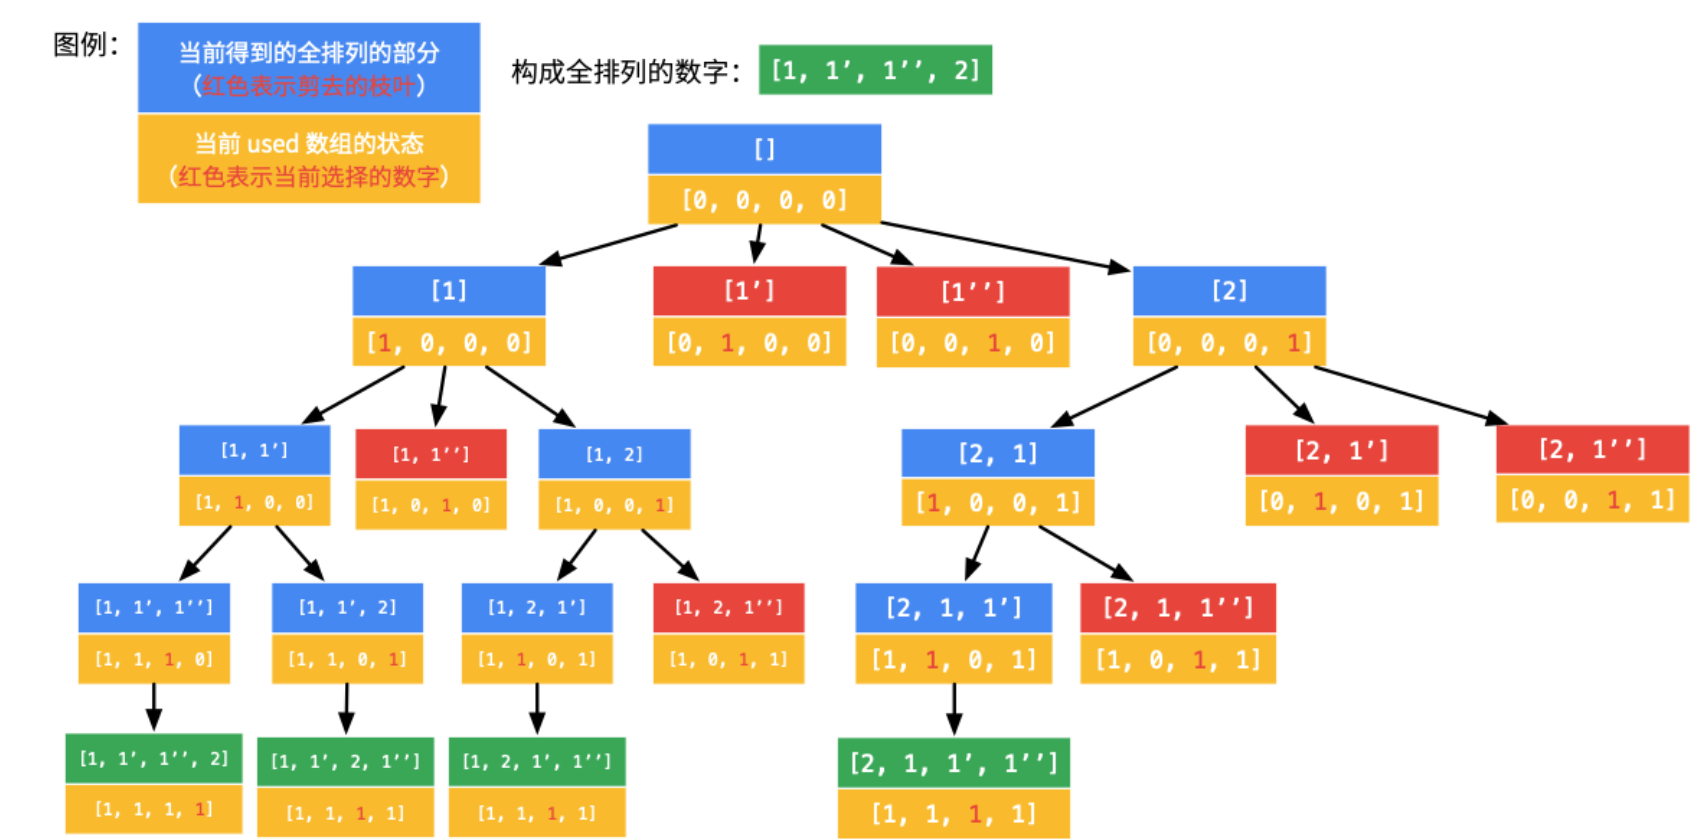 图例：
当前得到的全排列的部分
（红色表示剪去的枝叶）
当前 used 数组的状态
（红色表示当前选择的数字）
构成全排列的数字：
[1, 1’, 1’’, 2]
[]
[0, 0, 0, 0]
[1]
[1, 0, 0, 0]
[1’]
[0, 1, 0, 0]
[1’’]
[0, 0, 1, 0]
[2]
[0, 0, 0, 1]
[1, 1’]
[1, 1, 0, 0]
[1, 1’’]
[1, 0, 1, 0]
[1, 2]
[1, 0, 0, 1]
[2, 1]
[1, 0, 0, 1]
[2, 1’]
[0, 1, 0, 1]
[2, 1’’]
[0, 0, 1, 1]
[1, 1’, 1’’]
[1, 1, 1, 0]
[1, 1’, 2]
[1, 1, 0, 1]
[1, 2, 1’]
[1, 1, 0, 1]
[1, 2, 1’’]
[1, 0, 1, 1]
[2, 1, 1’]
[1, 1, 0, 1]
[2, 1, 1’’]
[1, 0, 1, 1]
[1, 1’, 1’’, 2]
[1, 1, 1, 1]
[1, 1’, 2, 1’’]
[1, 1, 1, 1]
[1, 2, 1’, 1’’]
[1, 1, 1, 1]
[2, 1, 1’, 1’’]
[1, 1, 1, 1]